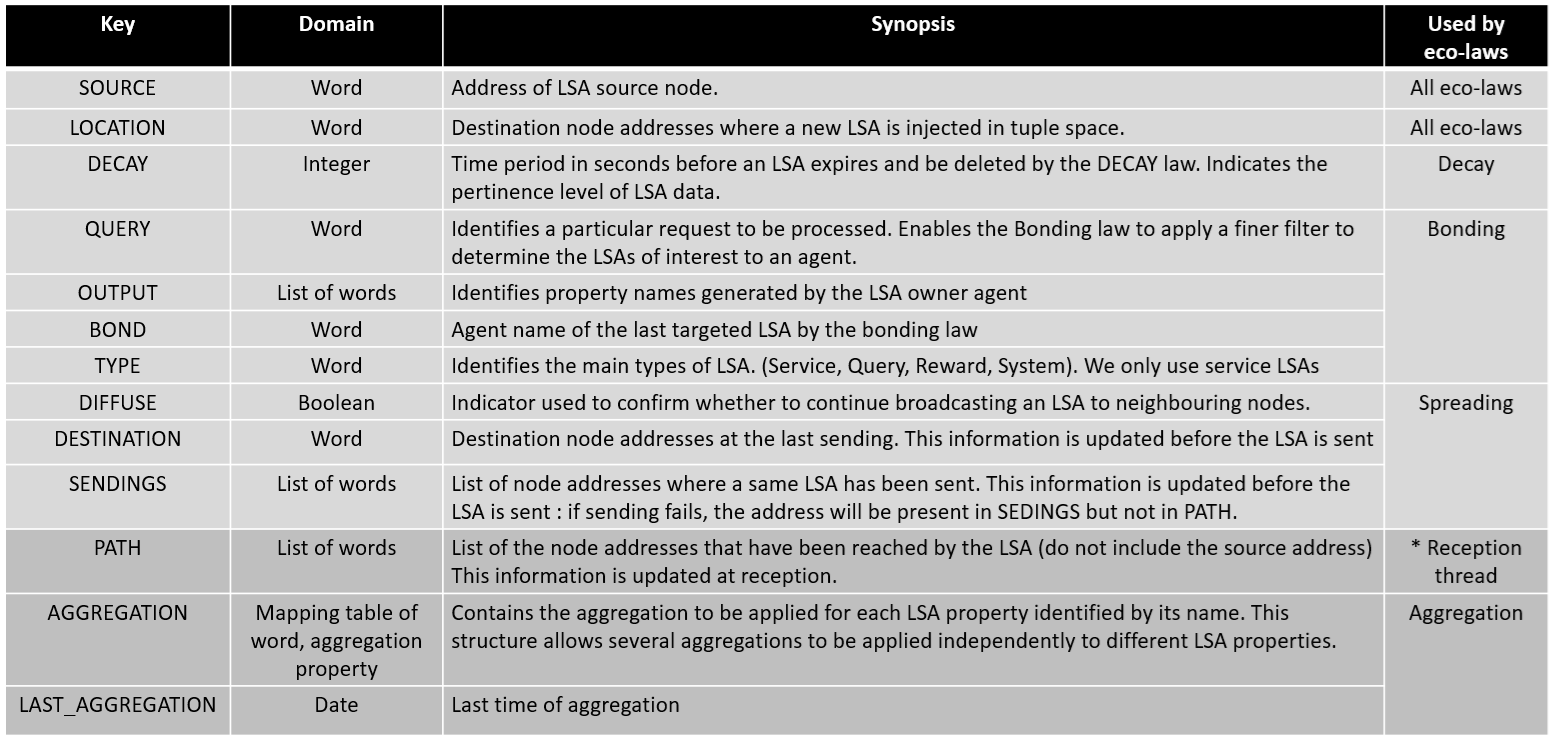 Key Domain Synopsis Used by
eco-laws
SOURCE Word Address of LSA source node. All eco-laws
LOCATION Word Destination node addresses where a new LSA is injected in tuple space. All eco-laws
DECAY Integer Time period in seconds before an LSA expires and be deleted by the DECAY law. Indicates the Decay
pertinence level of LSA data.
QUERY Word Identifies a particular request to be processed. Enables the Bonding law to apply a finer filter to Bonding
determine the LSAs of interest to an agent.
OUTPUT List of words Identifies property names generated by the LSA owner agent
BOND Word Agent name of the last targeted LSA by the bonding law
TYPE Word Identifies the main types of LSA. (Service, Query, Reward, System). We only use service LSAs
DIFFUSE Boolean Indicator used to confirm whether to continue broadcasting an LSA to neighbouring nodes. Spreading
DESTINATION Word Destination node addresses at the last sending. This information is updated before the LSA is sent
SENDINGS List of words List of node addresses where a same LSA has been sent. This information is updated before the
LSA is sent : if sending fails, the address will be present in SEDINGS but not in PATH.
PATH List of words List of the node addresses that have been reached by the LSA (do not include the source address) * Reception
This information is updated at reception. thread
AGGREGATION Mapping table of Contains the aggregation to be applied for each LSA property identified by its name. This Aggregation
word, aggregation structure allows several aggregations to be applied independently to different LSA properties.
property
LAST_AGGREGATION Date Last time of aggregation